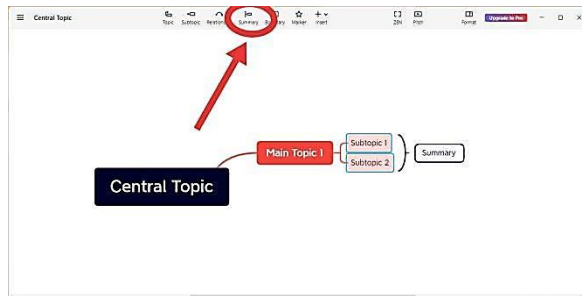 Central Topic
Topic Subtopic Relation Summary Boundary Marker Insert ZEN Pitch Format Upgrade to Pro
Subtopic 1
Main Topic 1
Summary
Subtopic 2
Central Topic